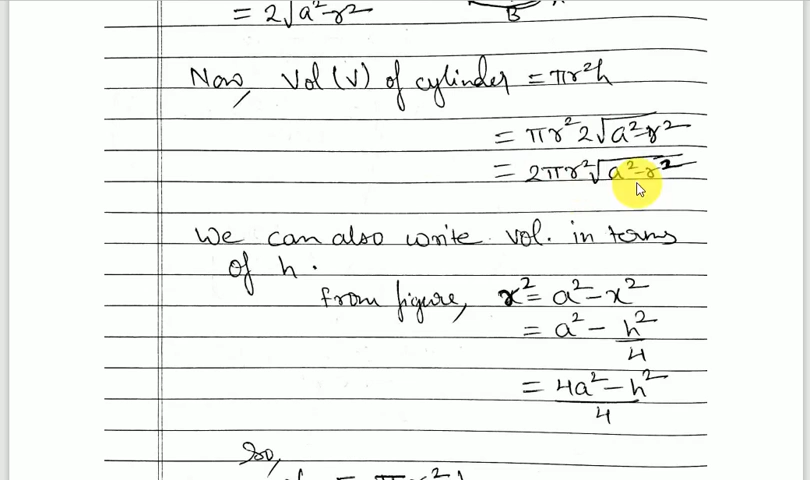 = 2√a²-r²
B
Now, Vol (V) of cylinder = πr²h
= πr² 2√a²-r²
= 2πr²√a²-r²
We can also write vol. in terms
of h.
From figure, r² = a² - x²
= a² - h²/4
= 4a² - h²/4
So,
= πr²h